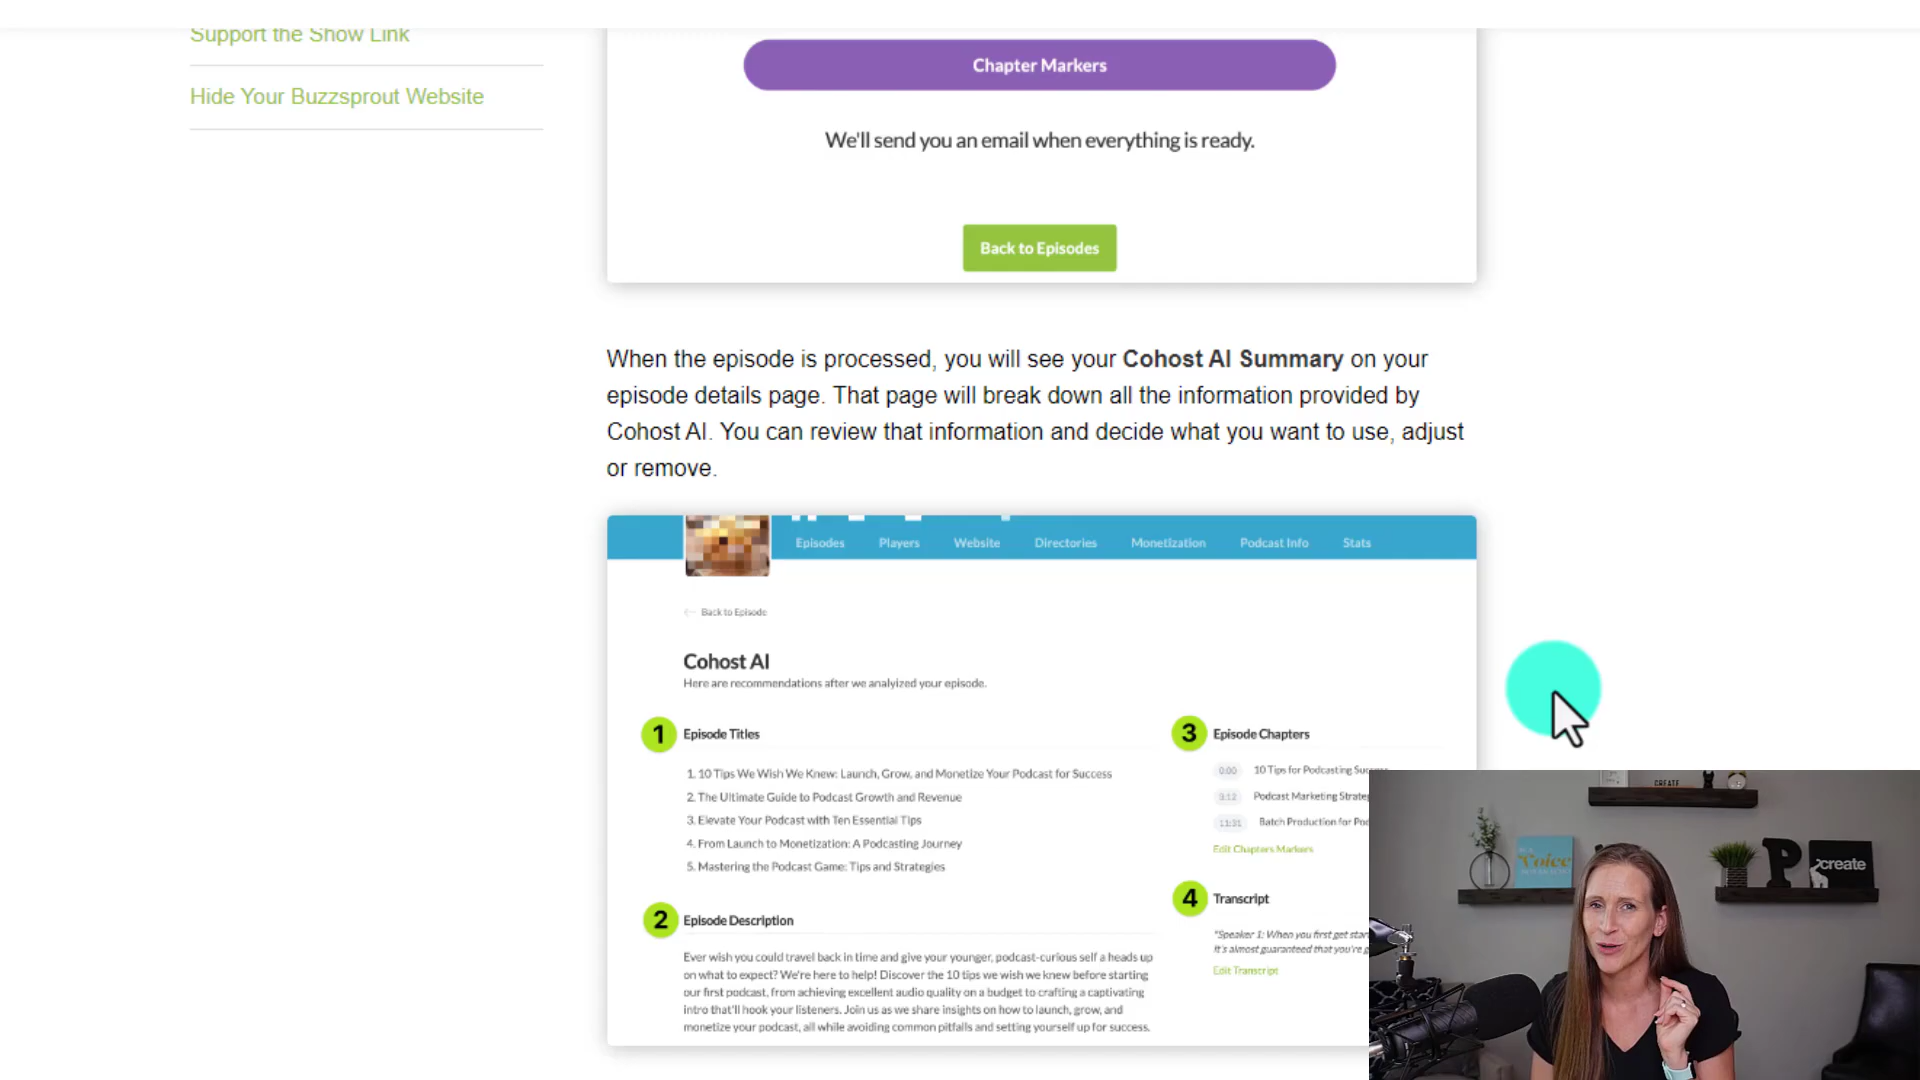 Support the Show Link
Hide Your Buzzsprout Website
Chapter Markers
We'll send you an email when everything is ready.
Back to Episodes
When the episode is processed, you will see your Cohost AI Summary on your
episode details page. That page will break down all the information provided by
Cohost AI. You can review that information and decide what you want to use, adjust
or remove.
Episodes Players Website Directories Monetization Podcast Info Stats
← Back to Episode
Cohost AI
Here are recommendations after we analyized your episode.
1 Episode Titles
1. 10 Tips We Wish We Knew: Launch, Grow, and Monetize Your Podcast for Success
2. The Ultimate Guide to Podcast Growth and Revenue
3. Elevate Your Podcast with Ten Essential Tips
4. From Launch to Monetization: A Podcasting Journey
5. Mastering the Podcast Game: Tips and Strategies
2 Episode Description
Ever wish you could travel back in time and give your younger, podcast-curious self a heads up
on what to expect? We're here to help! Discover the 10 tips we wish we knew before starting
our first podcast, from achieving excellent audio quality on a budget to crafting a captivating
intro that'll hook your listeners. Join us as we share insights on how to launch, grow, and
monetize your podcast, all while avoiding common pitfalls and setting yourself up for success.
3 Episode Chapters
0:00 10 Tips for Podcasting
Podcast Marketing
11:31 Batch Production for
Edit Chapters Markers
4 Transcript
"Speaker 1: When you first get
It's almost guaranteed that you're
Edit Transcript
CREATE
Voice
P
create